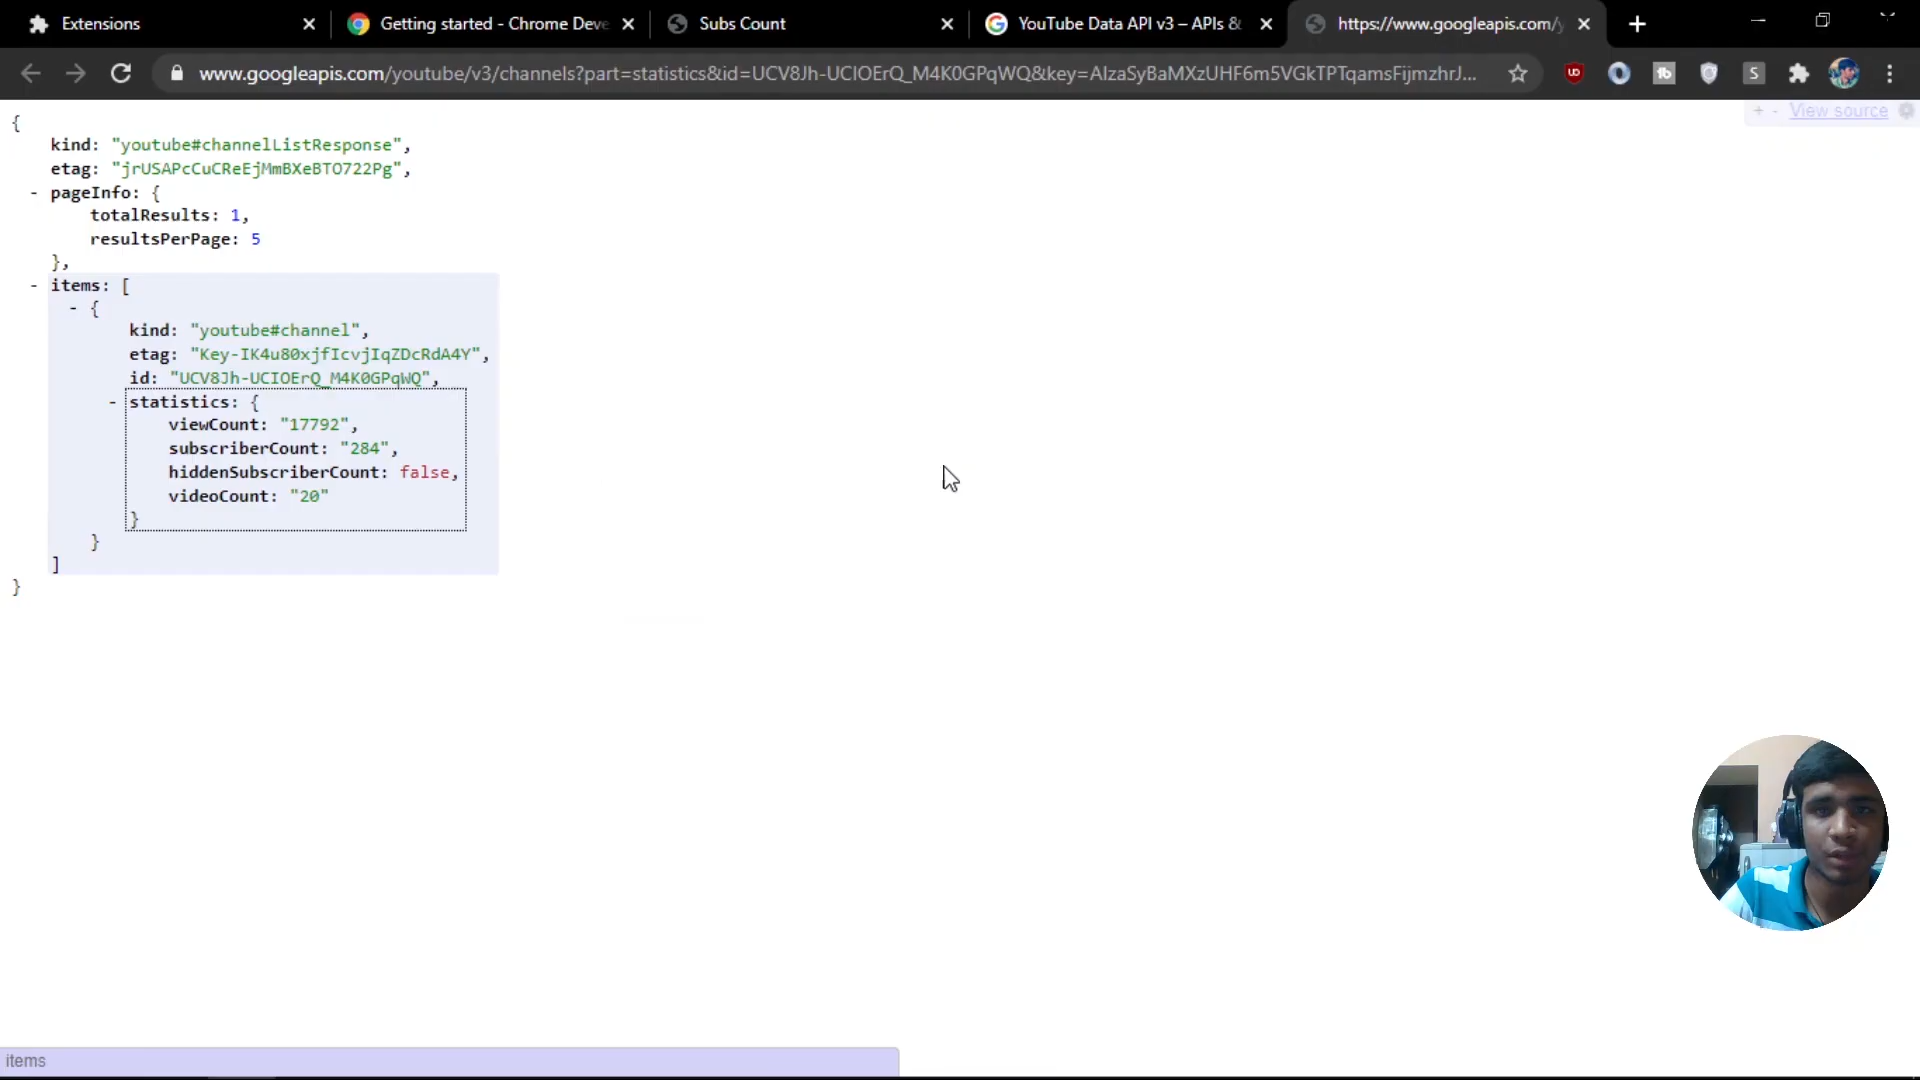 Extensions
Getting started - Chrome Deve
Subs Count
YouTube Data API v3 – APIs &
https://www.googleapis.com/y
www.googleapis.com/youtube/v3/channels?part=statistics&id=UCV8Jh-UCIOErQ_M4K0GPqWQ&key=AIzaSyBaMXzUHF6m5VGkTPTqamsFijmzhrJ...
+ - View source
{
kind: "youtube#channelListResponse",
etag: "jrUSAPcCuCReEjMmBXeBTO722Pg",
- pageInfo: {
totalResults: 1,
resultsPerPage: 5
},
- items: [
- {
kind: "youtube#channel",
etag: "Key-IK4u80xjfIcvjIqZDcRdA4Y",
id: "UCV8Jh-UCIOErQ_M4K0GPqWQ",
- statistics: {
viewCount: "17792",
subscriberCount: "284",
hiddenSubscriberCount: false,
videoCount: "20"
}
}
]
}
items